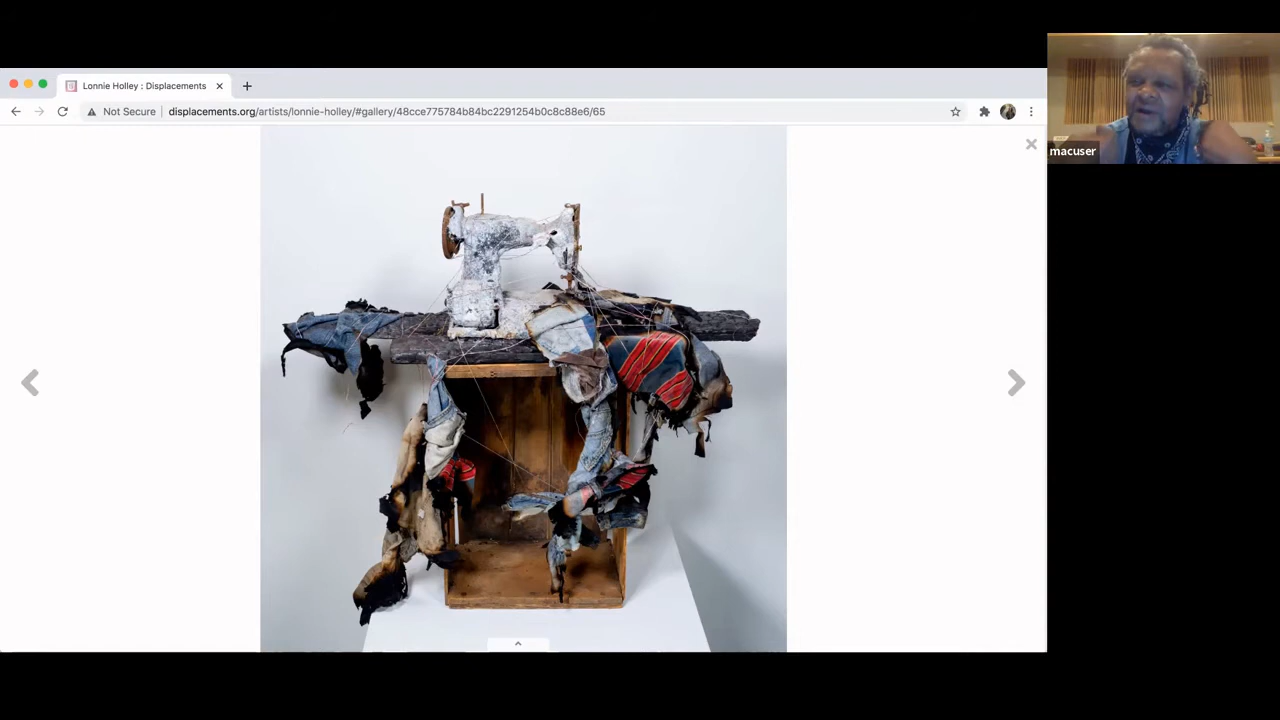 Lonnie Holley : Displacements
Not Secure
displacements.org/artists/lonnie-holley/#gallery/48cce775784b84bc2291254b0c8c88e6/65
macuser